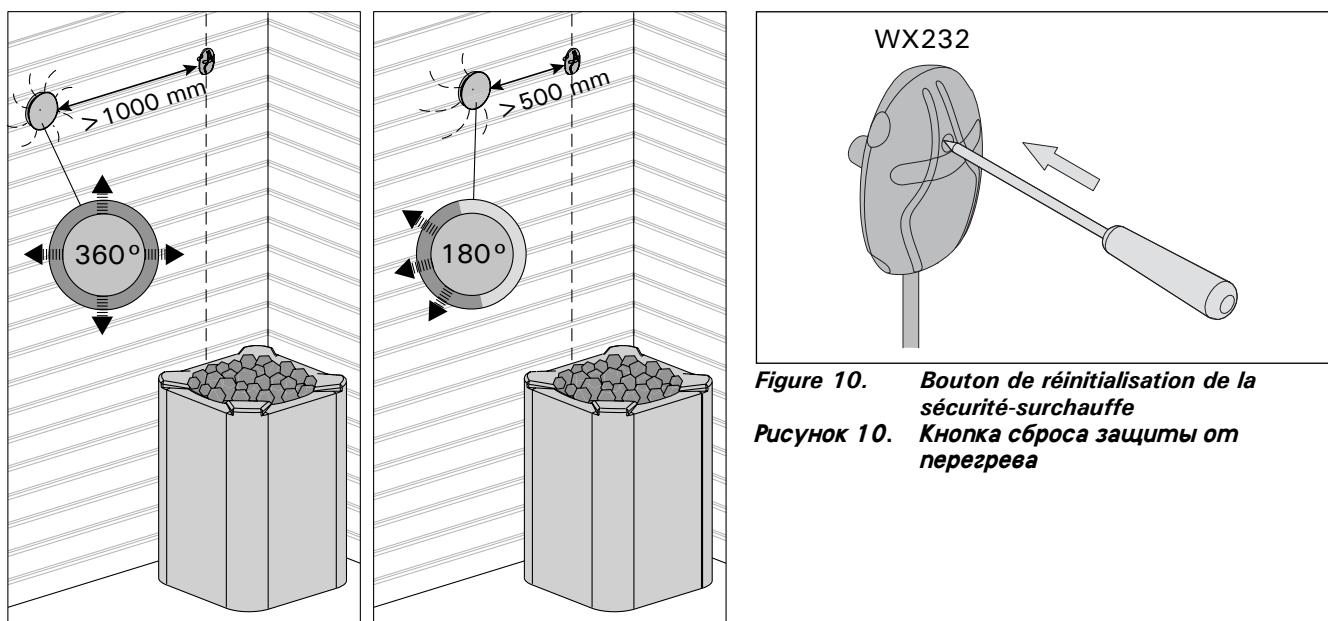 > 1000 mm
360°
> 500 mm
180°
WX232
Figure 10. Bouton de réinitialisation de la
sécurité-surchauffe
Рисунок 10. Кнопка сброса защиты от
перегрева